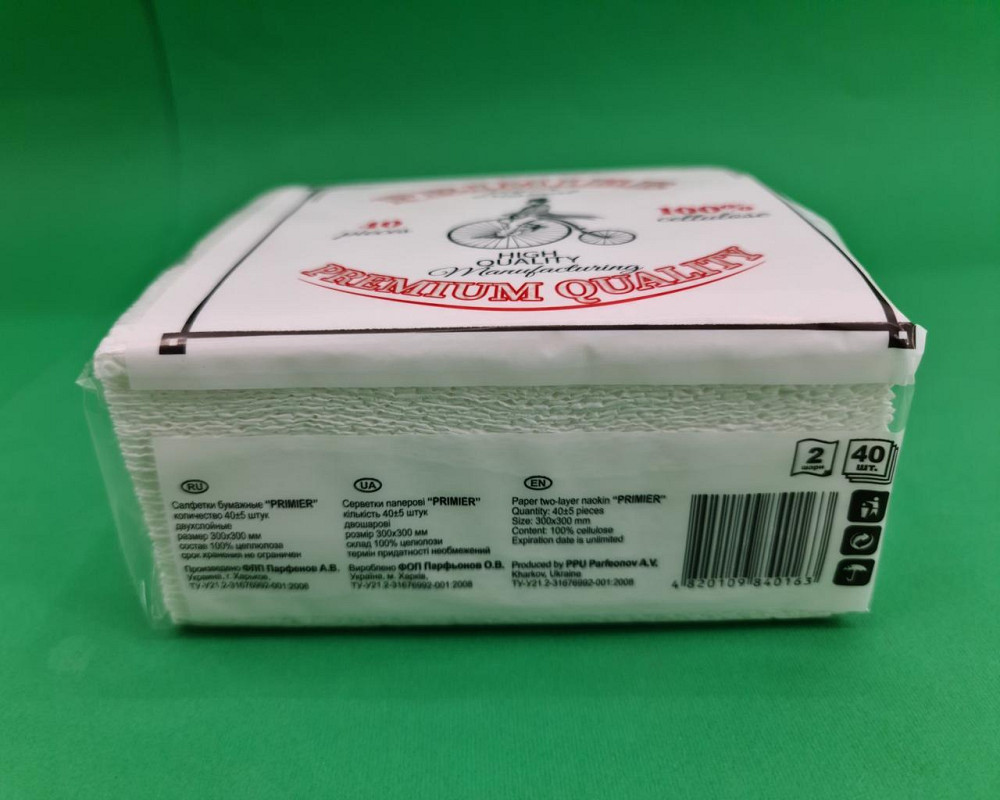 40
pieces
100%
cellulose
HIGH
QUALITY
Manufacturing
PREMIUM QUALITY
2
шари
40
шт.
RU
Салфетки бумажные "PRIMIER"
количество 40±5 штук
двухслойные
размер 300х300 мм
состав 100% целлюлоза
срок хранения не ограничен
Произведено ФЛП Парфенов А.В.
Украина, г. Харьков,
ТУ-У21.2-31676992-001:2008
UA
Серветки паперові "PRIMIER"
кількість 40±5 штук
двошарові
розмір 300х300 мм
склад 100% целюлози
термін придатності необмежений
Вироблено ФОП Парфьонов О.В.
Україна, м. Харків,
ТУ-У21.2-31676992-001:2008
EN
Paper two-layer naokin "PRIMIER"
Quantity: 40±5 pieces
Size: 300x300 mm
Content: 100% cellulose
Expiration date is unlimited
Produced by PPU Parfeonov A.V.
Kharkov, Ukraine
ТУ-У21.2-31676992-001:2008
4 820109 840163